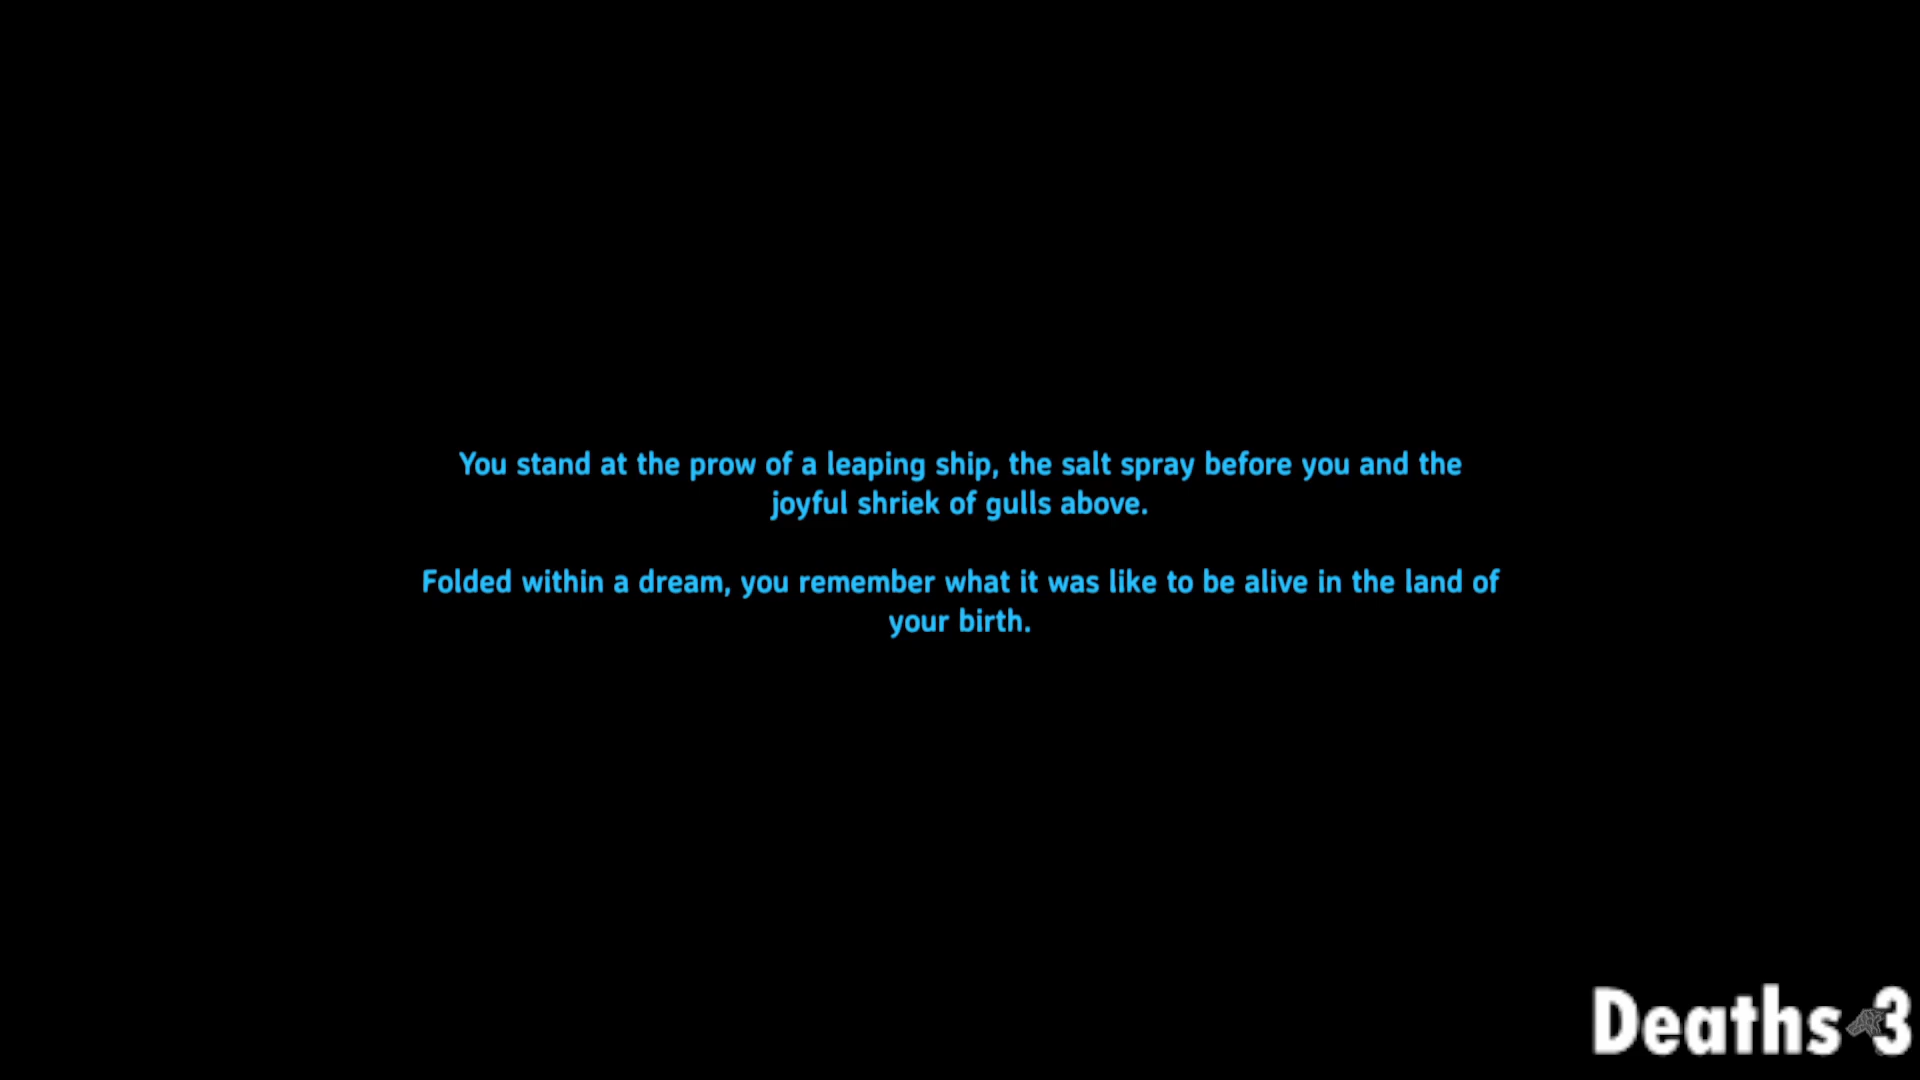 You stand at the prow of a leaping ship, the salt spray before you and the
joyful shriek of gulls above.
Folded within a dream, you remember what it was like to be alive in the land of
your birth.
Deaths 3